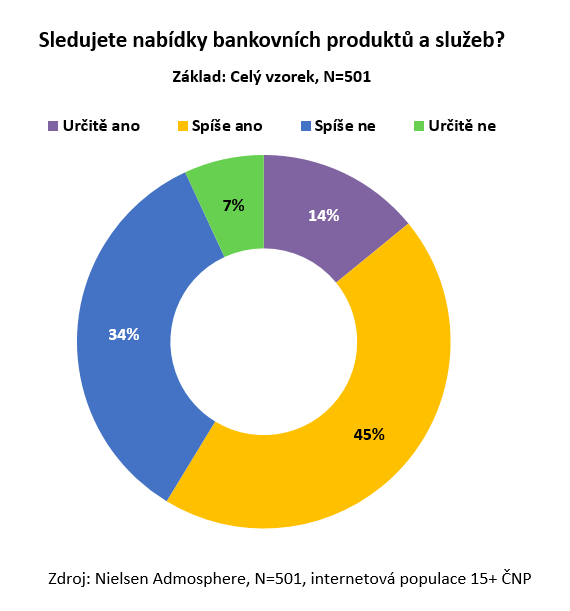 Sledujete nabídky bankovních produktů a služeb?
Základ: Celý vzorek, N=501
Určitě ano Spíše ano Spíše ne Určitě ne
7%
14%
34%
45%
Zdroj: Nielsen Admosphere, N=501, internetová populace 15+ ČNP